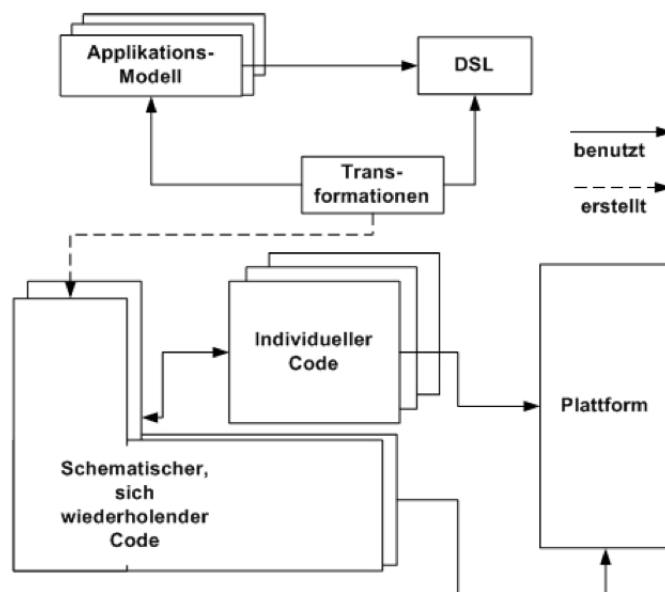 Applikations-
Modell
DSL
Trans-
formationen
benutzt
erstellt
Individueller
Code
Plattform
Schematischer,
sich
wiederholender
Code